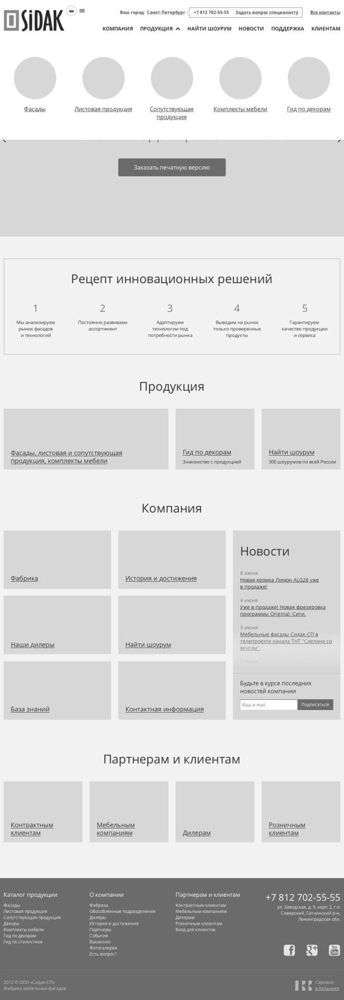 SiDAK
Ваш город: Санкт-Петербург
+7 812 702-55-55 Задать вопрос специалисту
Все контакты
КОМПАНИЯ ПРОДУКЦИЯ НАЙТИ ШОУРУМ НОВОСТИ ПОДДЕРЖКА КЛИЕНТАМ
Фасады
Листовая продукция
Сопутствующая
продукция
Комплекты мебели
Гид по декорам
Заказать печатную версию
Рецепт инновационных решений
1
Мы анализируем
рынок фасадов
и технологий
2
Постоянно развиваем
ассортимент
3
Адаптируем
технологии под
потребности рынка
4
Выводим на рынок
только проверенные
продукты
5
Гарантируем
качество продукции
и сервиса
Продукция
Фасады, листовая и сопутствующая
продукция, комплекты мебели
Гид по декорам
Знакомство с продукцией
Найти шоурум
300 шоурумов по всей России
Компания
Фабрика
История и достижения
Наши дилеры
Найти шоурум
База знаний
Контактная информация
Новости
8 июня
Новая кромка Лимон ALG26 уже
в продаже!
4 июня
Уже в продаже! Новая фрезеровка
программы Original: Сити.
3 июня
Мебельные фасады Сидак-СП в
телепроекте канала ТНТ "Сделано со
вкусом".
2 июня
Будьте в курсе последних
новостей компании
Ваш e-mail
Подписаться
Партнерам и клиентам
Контрактным
клиентам
Мебельным
компаниям
Дилерам
Розничным
клиентам
Каталог продукции
Фасады
Листовая продукция
Сопутствующая продукция
Декоры
Комплекты мебели
Гид по декорам
Гид по стилистике
О компании
Фабрика
Обособленные подразделения
Дилеры
История и достижения
Партнеры
События
Вакансии
Фотогалерея
Есть вопрос?
Партнерам и клиентам
Контрактным клиентам
Мебельным компаниям
Дилерам
Розничным клиентам
Вход для клиентов
+7 812 702-55-55
ул. Заводская, д. 9, корп. 2, г.п.
Сиверский, Гатчинский р-н,
Ленинградская обл.
You
Tube
2012 © ООО «Сидак-СП»
Фабрика мебельных фасадов
Сделано
в Кельнике